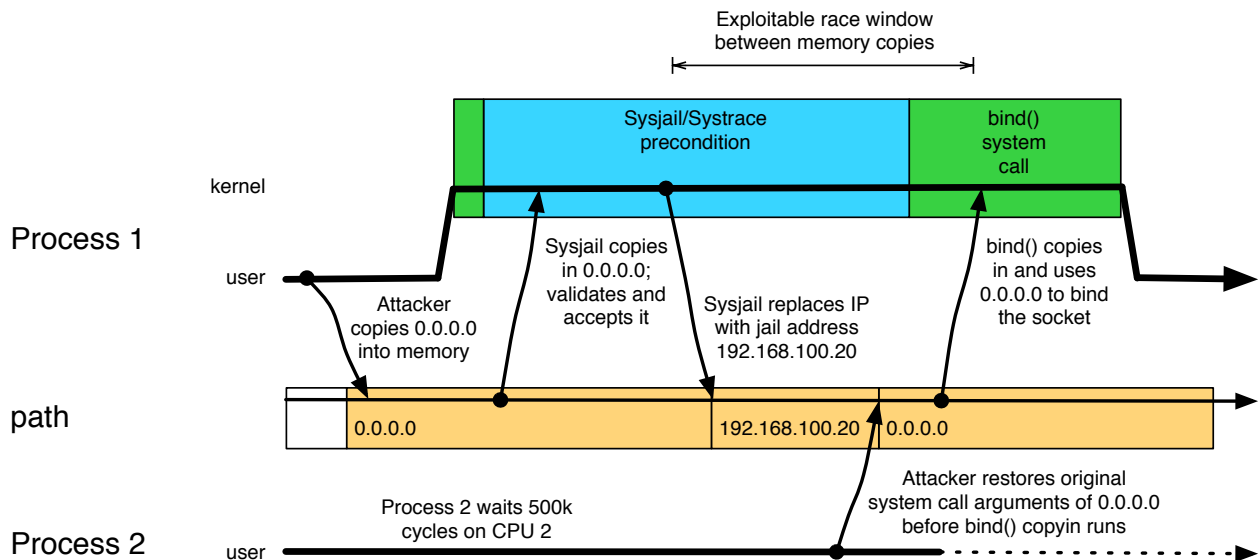 Exploitable race window
between memory copies
Sysjail/Systrace
precondition
bind()
system
call
kernel
Process 1
user
Attacker
copies 0.0.0.0
into memory
Sysjail copies
in 0.0.0.0;
validates and
accepts it
Sysjail replaces IP
with jail address
192.168.100.20
bind() copies
in and uses
0.0.0.0 to bind
the socket
path
0.0.0.0
192.168.100.20
0.0.0.0
Process 2 waits 500k
cycles on CPU 2
Attacker restores original
system call arguments of 0.0.0.0
before bind() copyin runs
Process 2
user